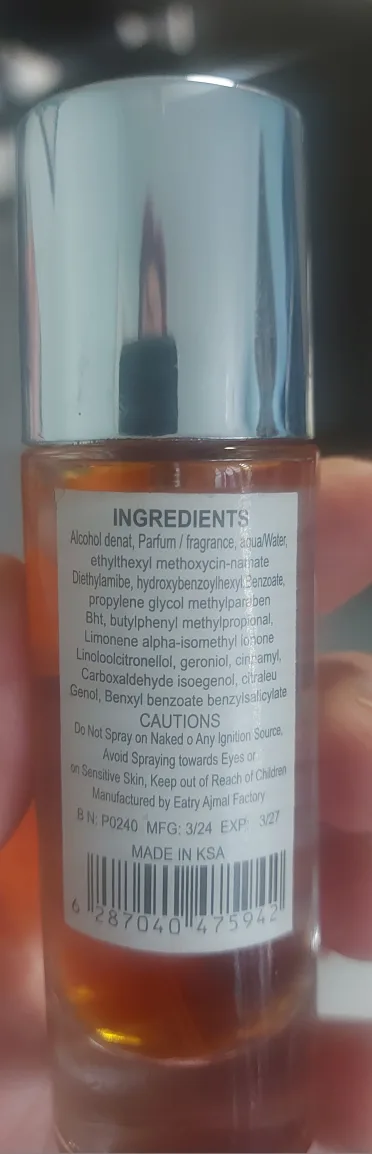 INGREDIENTS
Alcohol denat, Parfum / fragrance, aqua/Water,
ethylthexyl methoxycin-namate
Diethylamibe, hydroxybenzoylhexyl Benzoate,
propylene glycol methylparaben
Bht, butylphenyl methylpropional,
Limonene alpha-isomethyl ionone
Linoloolcitronellol, geroniol, cinnamyl,
Carboxaldehyde isoegenol, citraleu
Genol, Benxyl benzoate benzylsalicylate
CAUTIONS
Do Not Spray on Naked o Any Ignition Source,
Avoid Spraying towards Eyes or
on Sensitive Skin, Keep out of Reach of Children
Manufactured by Eatry Ajmal Factory
B N: P0240 MFG: 3/24 EXP: 3/27
MADE IN KSA
6 287040 475942